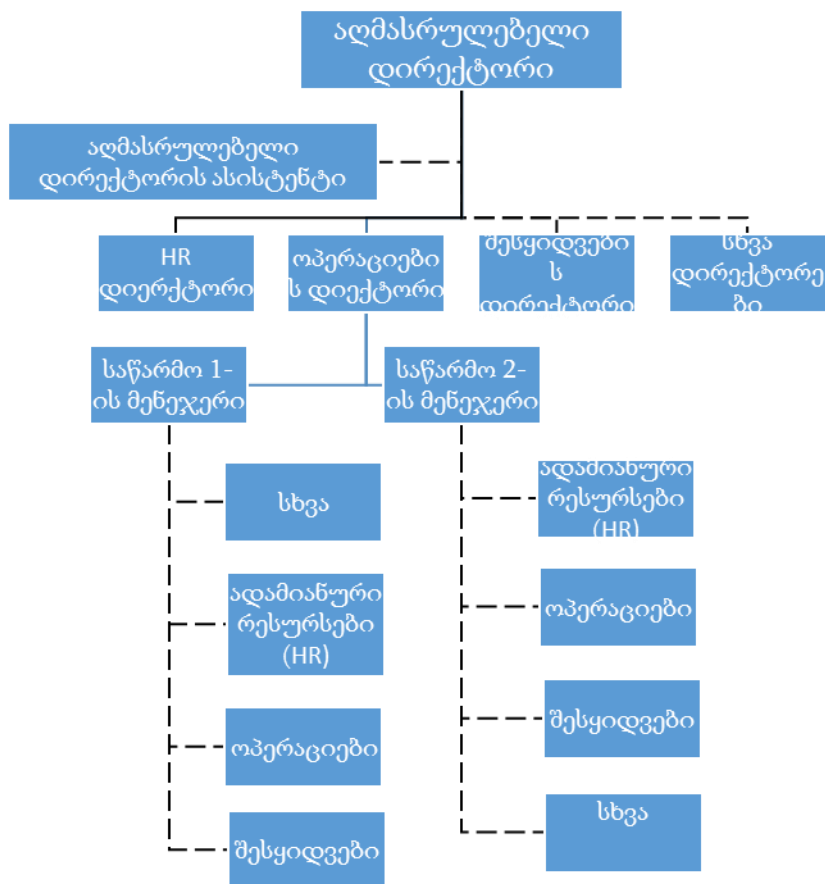 აღმასრულებელი
დირექტორი
აღმასრულებელი
დირექტორის ასისტენტი
HR
დიერქტორი
ოპერაციები
ს დიექტორი
შესყიდვები
ს
დირექტორი
სხვა
დირექტორე
ბი
საწარმო 1-
ის მენეჯერი
საწარმო 2-
ის მენეჯერი
სხვა
ადამიანური
რესურსები
(HR)
ოპერაციები
შესყიდვები
ადამიანური
რესურსები
(HR)
ოპერაციები
შესყიდვები
სხვა